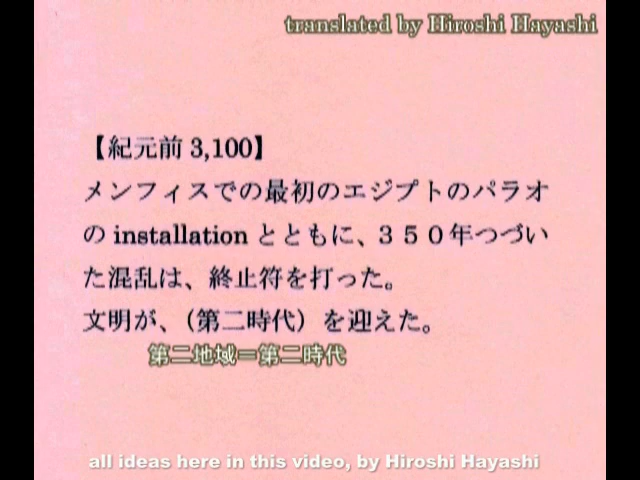 translated by Hiroshi Hayashi
【紀元前 3,100】
メンフィスでの最初のエジプトのパラオ
の installation とともに、３５０年つづい
た混乱は、終止符を打った。
文明が、（第二時代）を迎えた。
第二地域＝第二時代
all ideas here in this video, by Hiroshi Hayashi